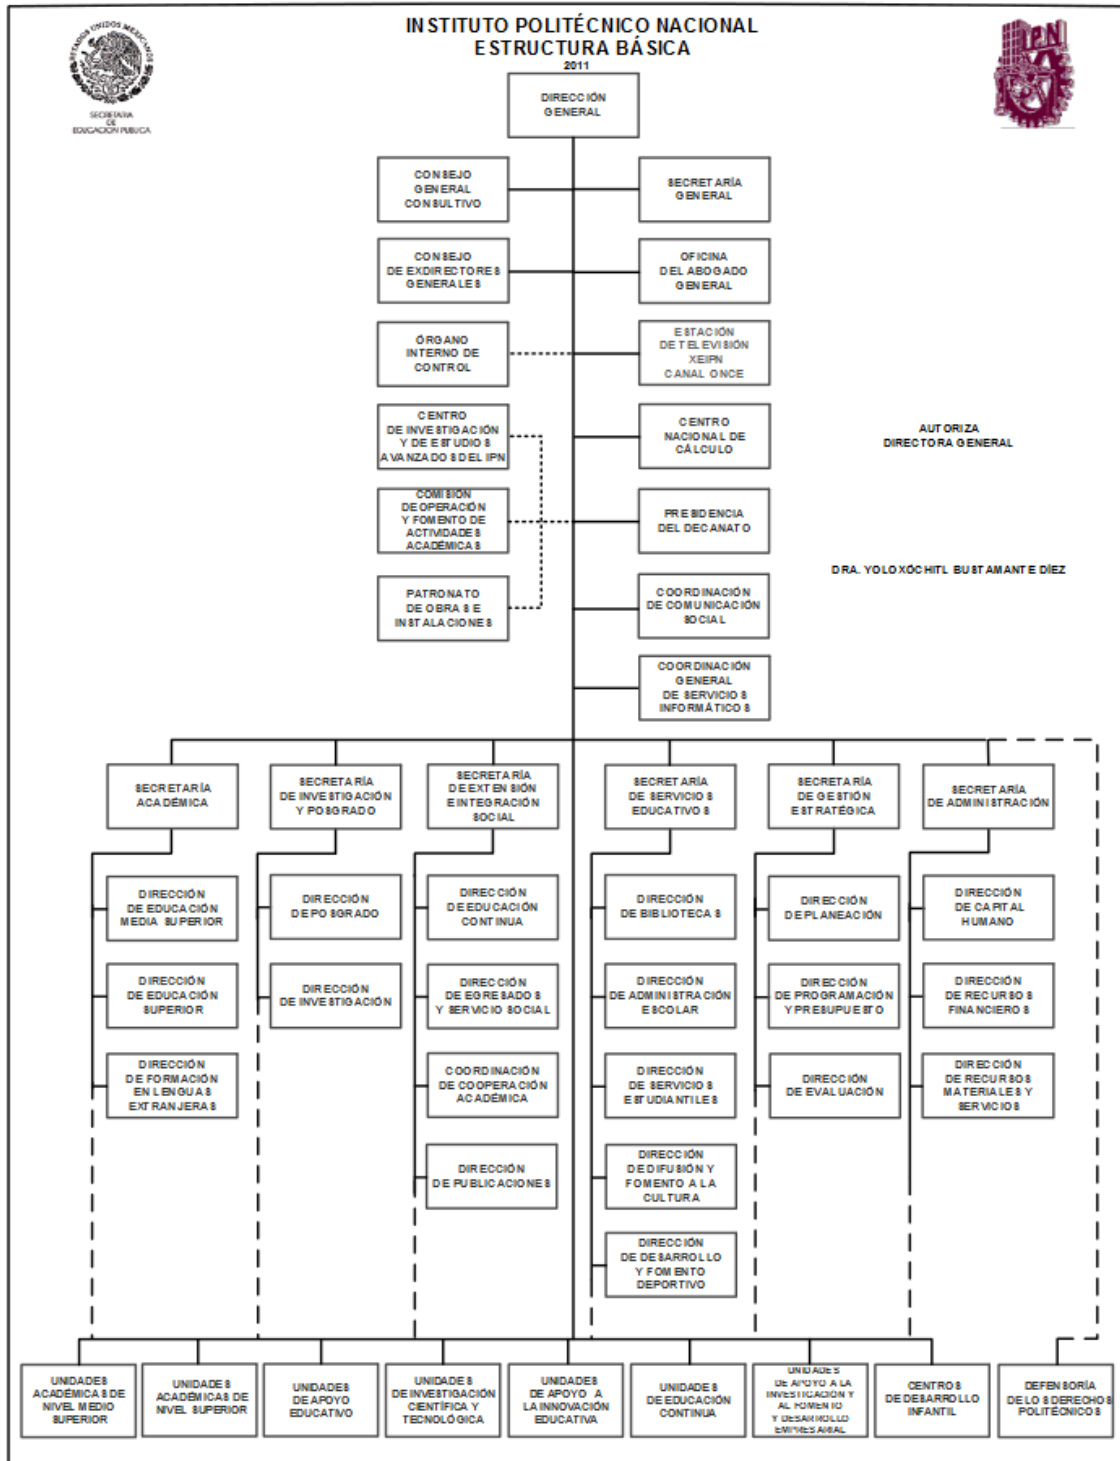 INSTITUTO POLITÉCNICO NACIONAL
ESTRUCTURA BÁSICA
2011
ESTADOS UNIDOS MEXICANOS
SECRETARIA
DE
EDUCACION PUBLICA
IPN
DIRECCIÓN
GENERAL
CONSEJO
GENERAL
CONSULTIVO
SECRETARÍA
GENERAL
CONSEJO
DE EXDIRECTORES
GENERALES
OFICINA
DEL ABOGADO
GENERAL
ÓRGANO
INTERNO DE
CONTROL
ESTACIÓN
DE TELEVISIÓN
XEIPN
CANAL ONCE
CENTRO
DE INVESTIGACIÓN
Y DE ESTUDIOS
AVANZADOS DEL IPN
CENTRO
NACIONAL DE
CÁLCULO
AUTORIZA
DIRECTORA GENERAL
COMISIÓN
DE OPERACIÓN
Y FOMENTO DE
ACTIVIDADES
ACADÉMICAS
PRESIDENCIA
DEL DECANATO
DRA. YOLOXÓCHITL BUSTAMANTE DÍEZ
PATRONATO
DE OBRAS E
INSTALACIONES
COORDINACIÓN
DE COMUNICACIÓN
SOCIAL
COORDINACIÓN
GENERAL
DE SERVICIOS
INFORMÁTICOS
SECRETARÍA
ACADÉMICA
SECRETARÍA
DE INVESTIGACIÓN
Y POSGRADO
SECRETARÍA
DE EXTENSIÓN
E INTEGRACIÓN
SOCIAL
SECRETARÍA
DE SERVICIOS
EDUCATIVOS
SECRETARÍA
DE GESTIÓN
ESTRATÉGICA
SECRETARÍA
DE ADMINISTRACIÓN
DIRECCIÓN
DE EDUCACIÓN
MEDIA SUPERIOR
DIRECCIÓN
DE POSGRADO
DIRECCIÓN
DE EDUCACIÓN
CONTINUA
DIRECCIÓN
DE BIBLIOTECAS
DIRECCIÓN
DE PLANEACIÓN
DIRECCIÓN
DE CAPITAL
HUMANO
DIRECCIÓN
DE EDUCACIÓN
SUPERIOR
DIRECCIÓN
DE INVESTIGACIÓN
DIRECCIÓN
DE EGRESADOS
Y SERVICIO SOCIAL
DIRECCIÓN
DE ADMINISTRACIÓN
ESCOLAR
DIRECCIÓN
DE PROGRAMACIÓN
Y PRESUPUESTO
DIRECCIÓN
DE RECURSOS
FINANCIEROS
DIRECCIÓN
DE FORMACIÓN
EN LENGUAS
EXTRANJERAS
COORDINACIÓN
DE COOPERACIÓN
ACADÉMICA
DIRECCIÓN
DE SERVICIOS
ESTUDIANTILES
DIRECCIÓN
DE EVALUACIÓN
DIRECCIÓN
DE RECURSOS
MATERIALES Y
SERVICIOS
DIRECCIÓN
DE PUBLICACIONES
DIRECCIÓN
DE DIFUSIÓN Y
FOMENTO A LA
CULTURA
DIRECCIÓN
DE DESARROLLO
Y FOMENTO
DEPORTIVO
UNIDADES
ACADÉMICAS DE
NIVEL MEDIO
SUPERIOR
UNIDADES
ACADÉMICAS DE
NIVEL SUPERIOR
UNIDADES
DE APOYO
EDUCATIVO
UNIDADES
DE INVESTIGACIÓN
CIENTÍFICA Y
TECNOLÓGICA
UNIDADES
DE APOYO A
LA INNOVACIÓN
EDUCATIVA
UNIDADES
DE EDUCACIÓN
CONTINUA
UNIDADES
DE APOYO A LA
INVESTIGACIÓN Y
AL FOMENTO
Y DESARROLLO
EMPRESARIAL
CENTROS
DE DESARROLLO
INFANTIL
DEFENSORÍA
DE LOS DERECHOS
POLITÉCNICOS